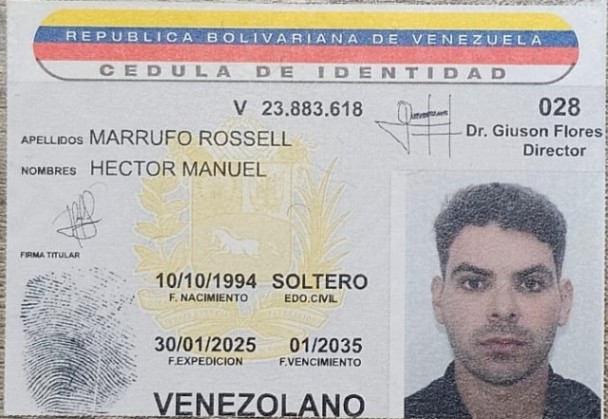 REPUBLICA BOLIVARIANA DE VENEZUELA
CEDULA DE IDENTIDAD
V 23.883.618
028
Dr. Giuson Flores
Director
APELLIDOS MARRUFO ROSSELL
NOMBRES HECTOR MANUEL
FIRMA TITULAR
10/10/1994 SOLTERO
F. NACIMIENTO EDO.CIVIL
30/01/2025 01/2035
F.EXPEDICION F.VENCIMIENTO
VENEZOLANO